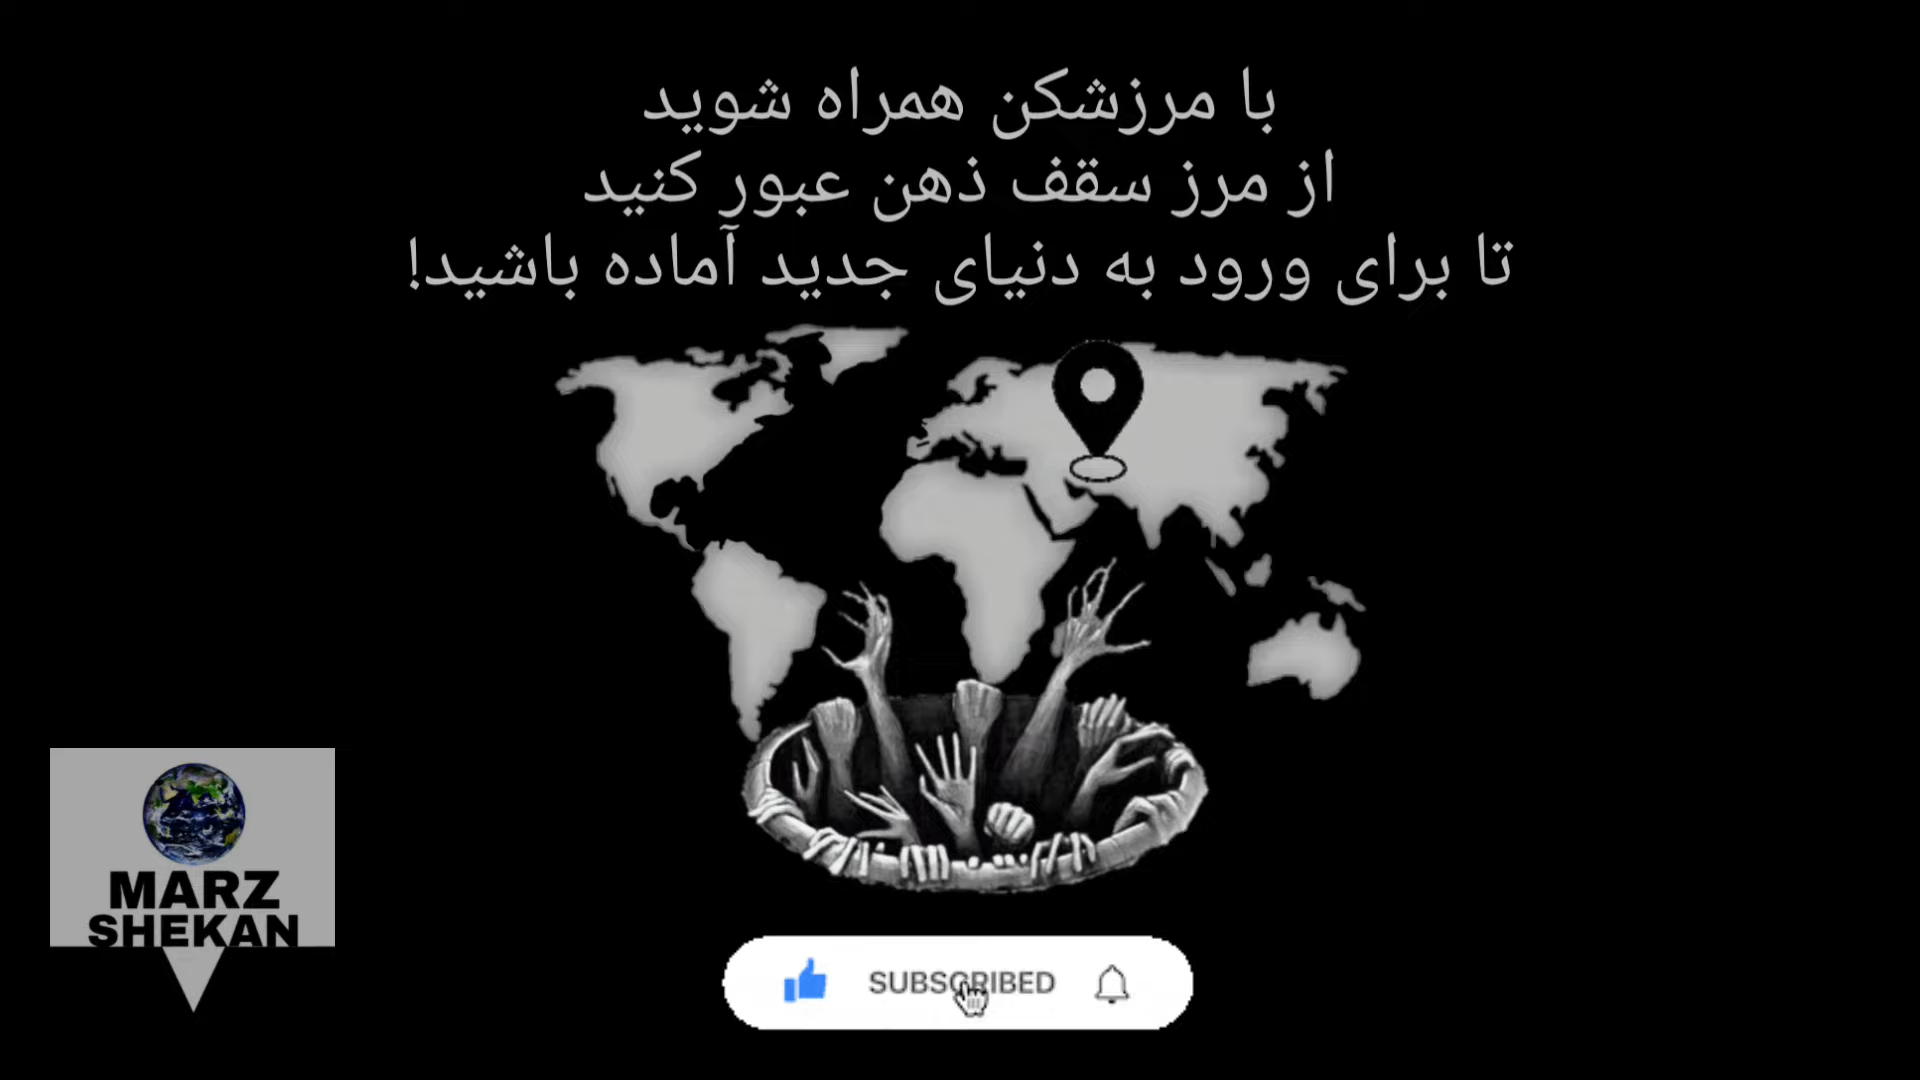 با مرزشکن همراه شوید
از مرز سقف ذهن عبور کنید
تا برای ورود به دنیای جدید آماده باشید!
MARZ
SHEKAN
SUBSCRIBED